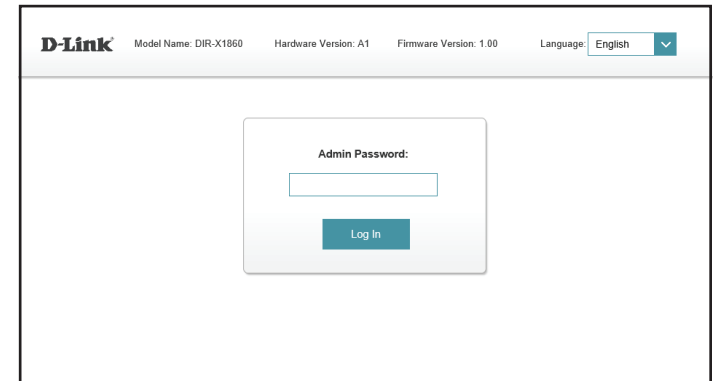 D-Link Model Name: DIR-X1860 Hardware Version: A1 Firmware Version: 1.00 Language: English
Admin Password:
Log In